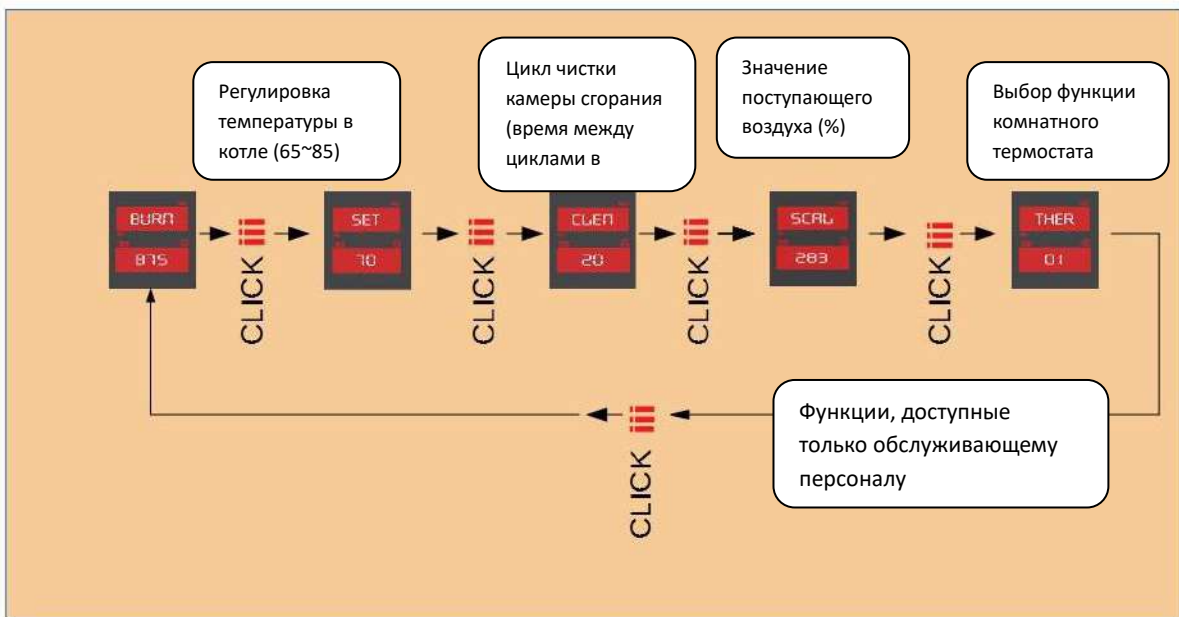 Регулировка
температуры в
котле (65~85)
Цикл чистки
камеры сгорания
(время между
циклами в
Значение
поступающего
воздуха (%)
Выбор функции
комнатного
термостата
BURN
875
CLICK
SET
70
CLICK
CLEN
20
CLICK
SCAL
283
CLICK
THER
01
CLICK
Функции, доступные
только обслуживающему
персоналу